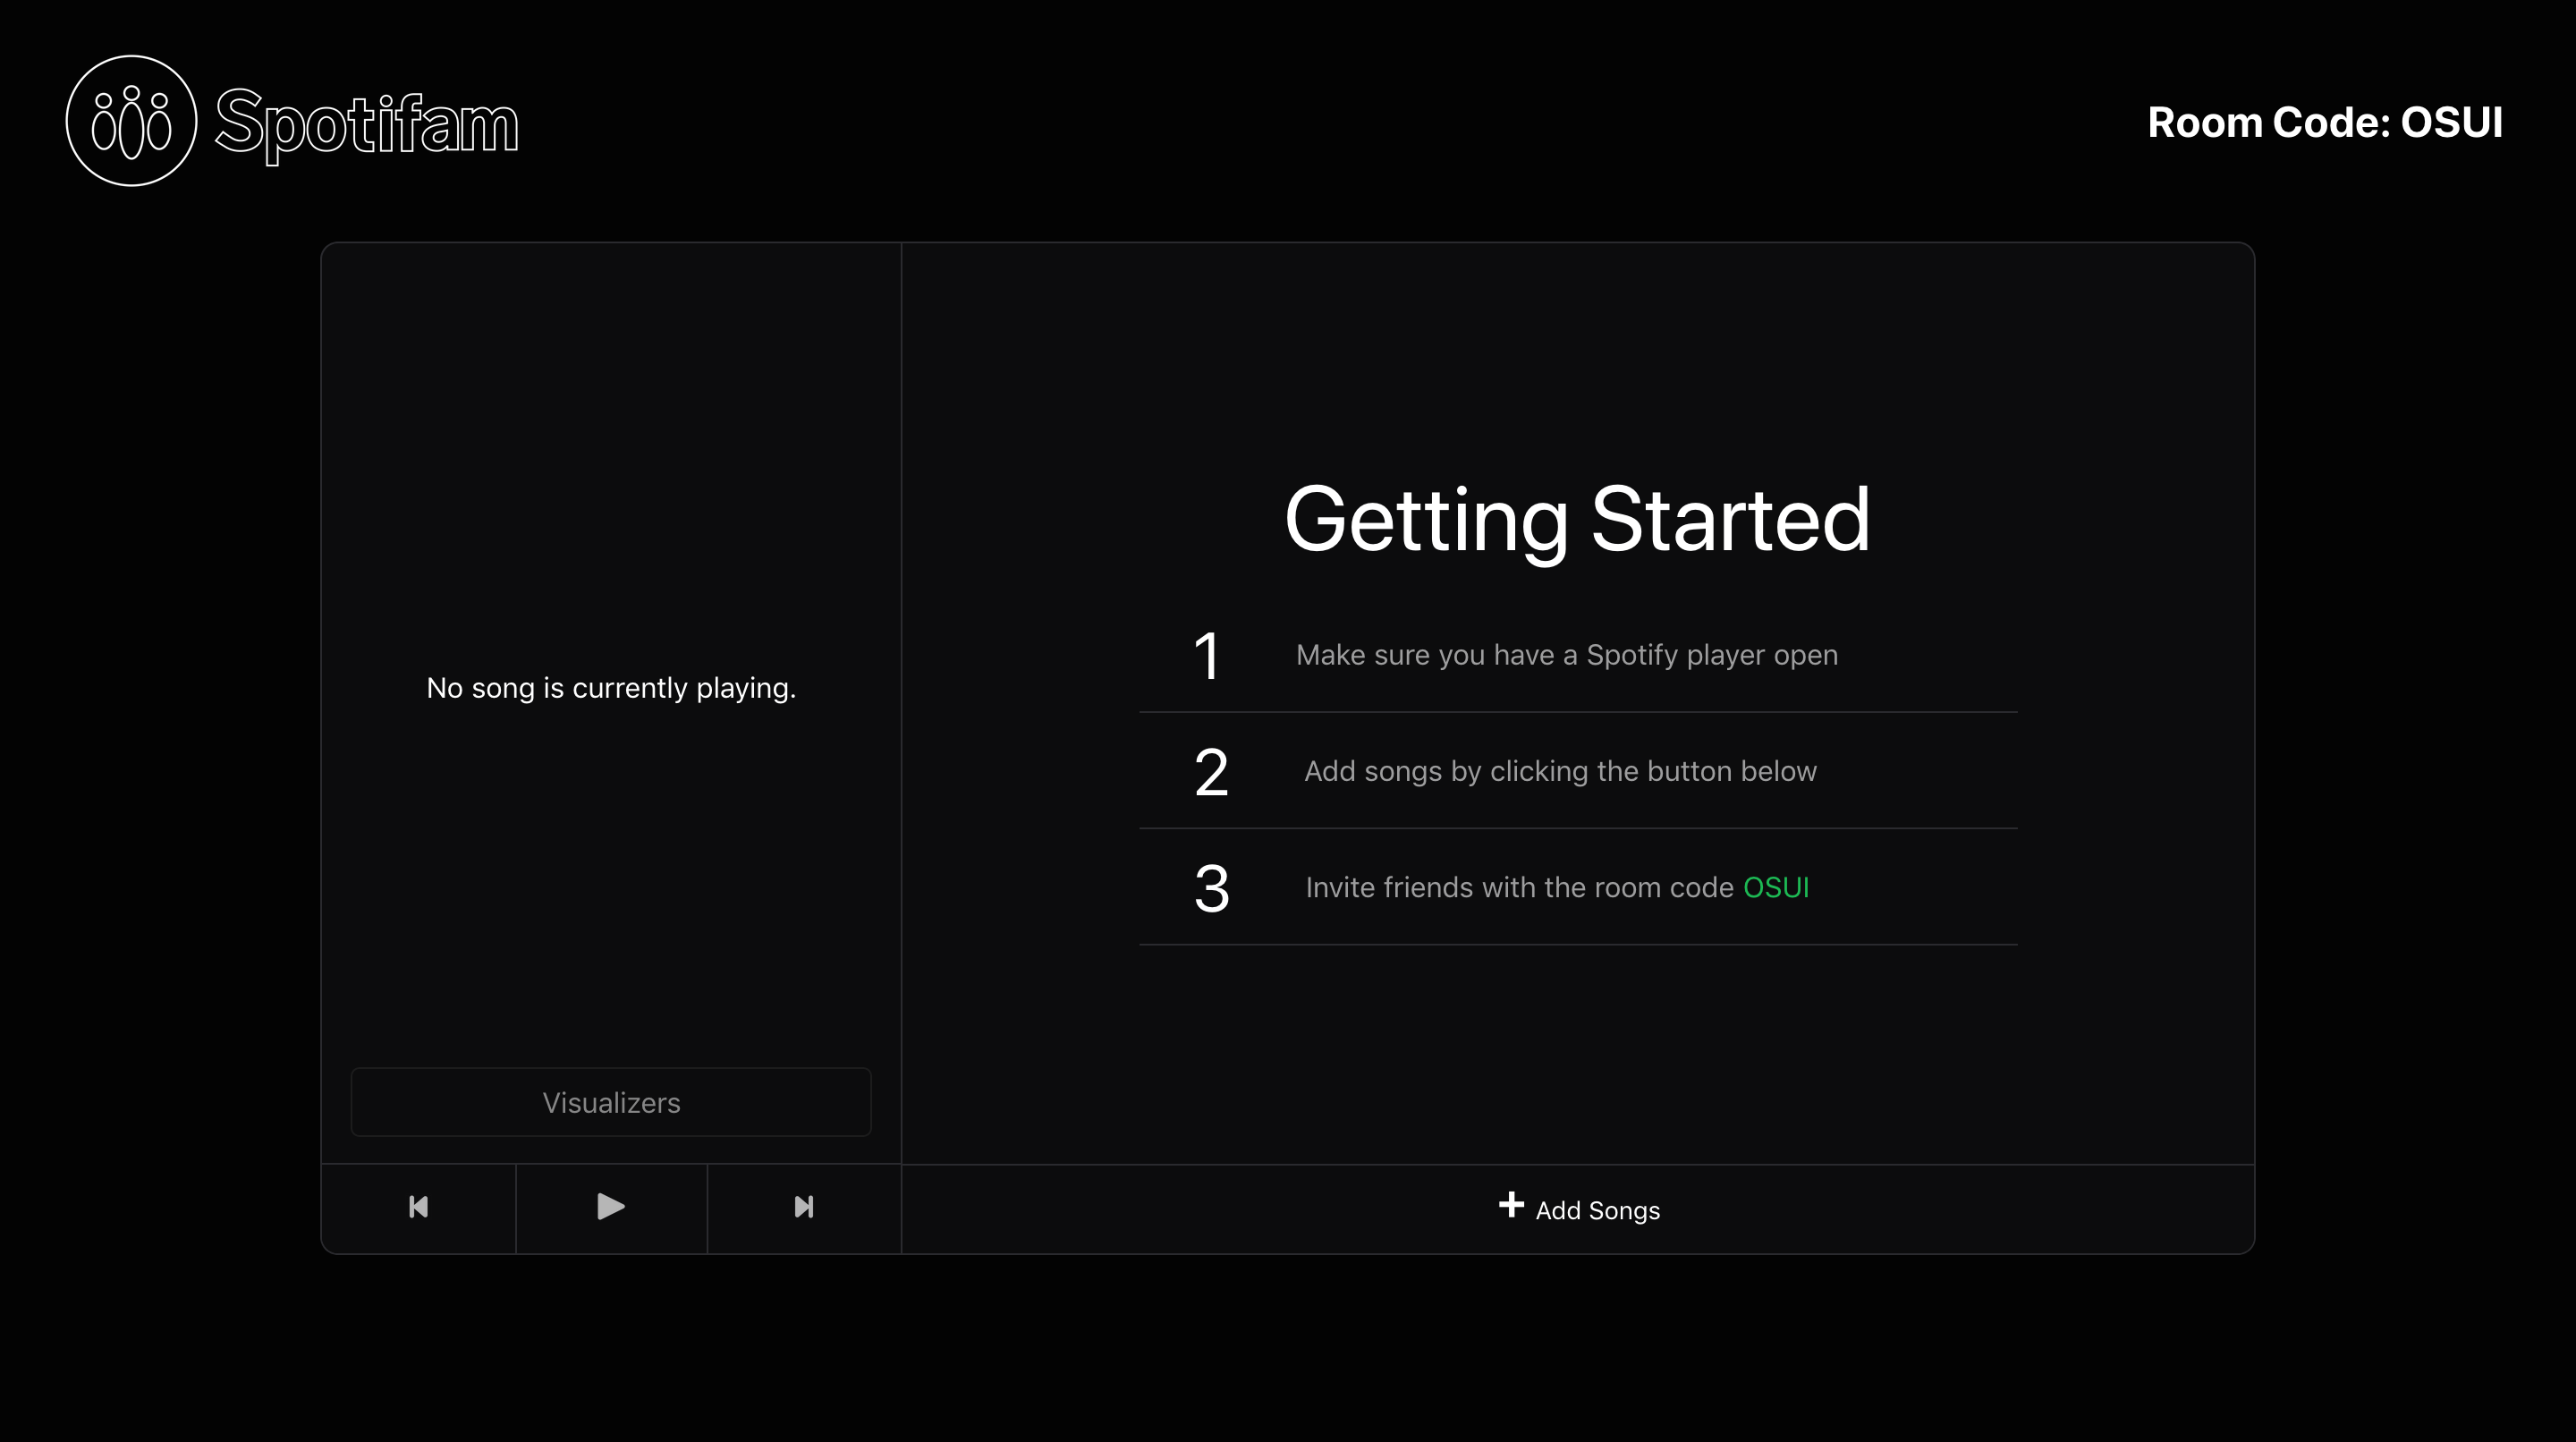 Spotifam
Room Code: OSUI
No song is currently playing.
Visualizers
Getting Started
1 Make sure you have a Spotify player open
2 Add songs by clicking the button below
3 Invite friends with the room code OSUI
+ Add Songs